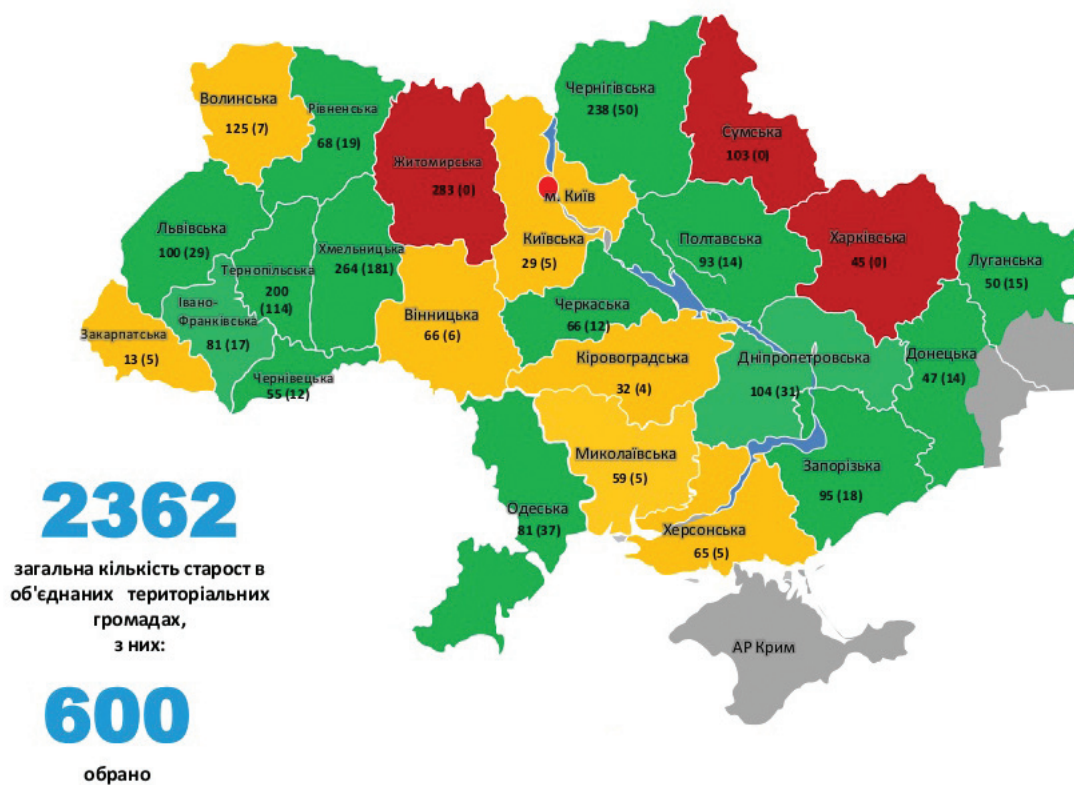 Волинська
125 (7)
Рівненська
68 (19)
Житомирська
283 (0)
Чернігівська
238 (50)
Сумська
103 (0)
м. Київ
Київська
29 (5)
Львівська
100 (29)
Тернопільська
200
(114)
Хмельницька
264 (181)
Івано-
Франківська
81 (17)
Закарпатська
13 (5)
Чернівецька
55 (12)
Вінницька
66 (6)
Черкаська
66 (12)
Полтавська
93 (14)
Харківська
45 (0)
Луганська
50 (15)
Кіровоградська
32 (4)
Дніпропетровська
104 (31)
Донецька
47 (14)
Миколаївська
59 (5)
Запорізька
95 (18)
Одеська
81 (37)
Херсонська
65 (5)
АР Крим
2362
загальна кількість старост в
об'єднаних територіальних
громадах,
з них:
600
обрано